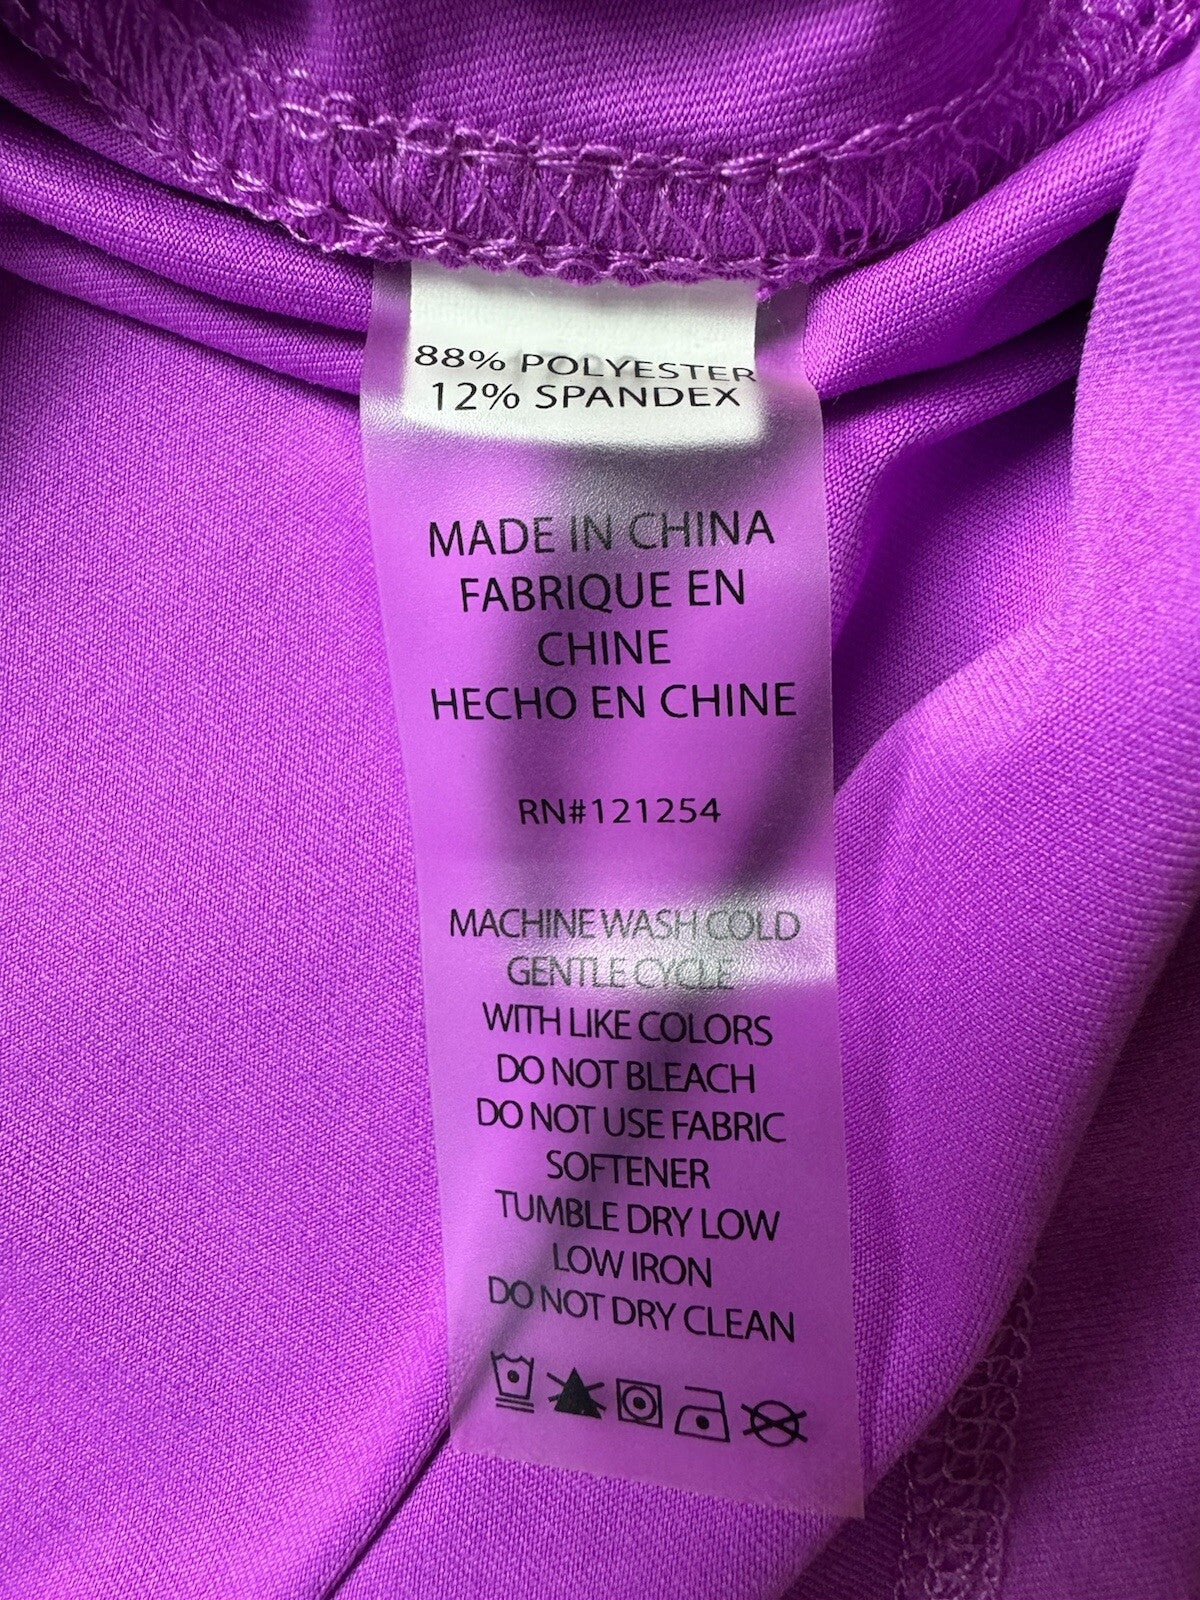 88% POLYESTER
12% SPANDEX
MADE IN CHINA
FABRIQUE EN
CHINE
HECHO EN CHINE
RN#121254
MACHINE WASH COLD
GENTLE CYCLE
WITH LIKE COLORS
DO NOT BLEACH
DO NOT USE FABRIC
SOFTENER
TUMBLE DRY LOW
LOW IRON
DO NOT DRY CLEAN